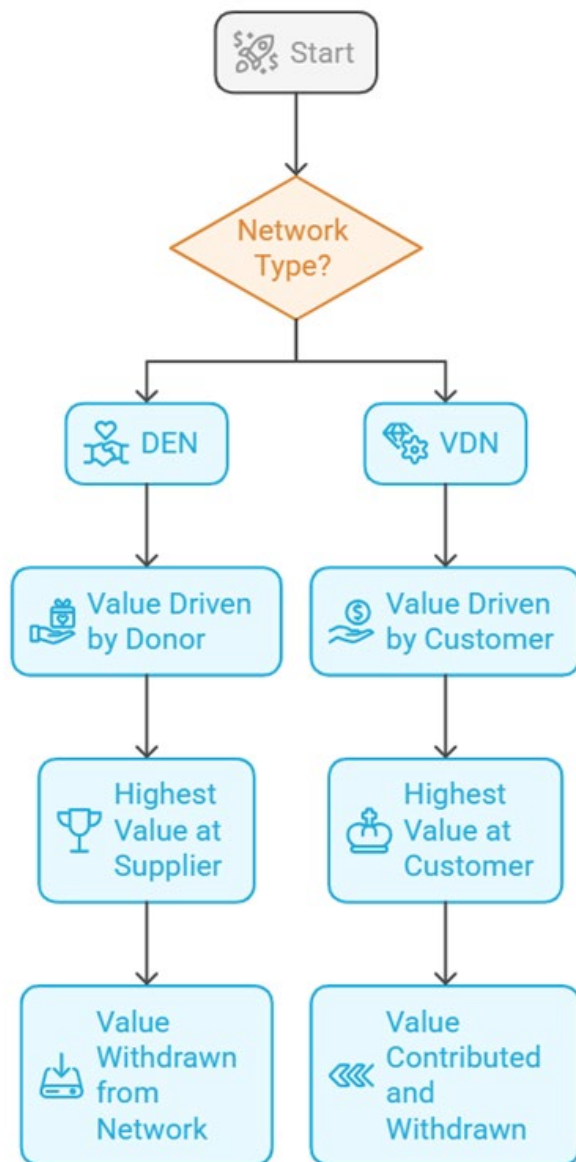 Start
Network
Type?
DEN
VDN
Value Driven
by Donor
Value Driven
by Customer
Highest
Value at
Supplier
Highest
Value at
Customer
Value
Withdrawn
from
Network
Value
Contributed
and
Withdrawn